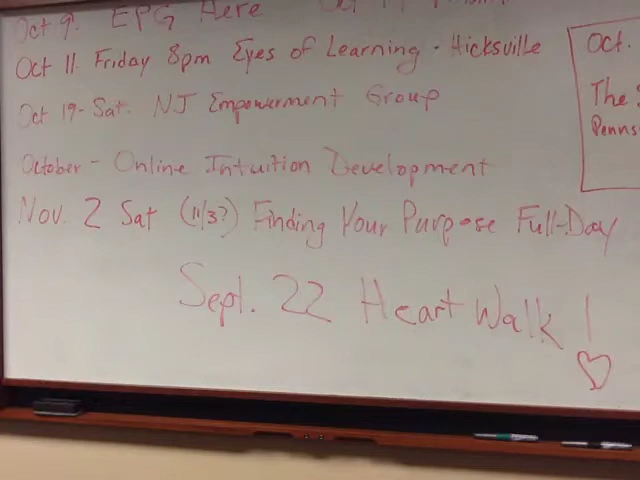 Oct 9. EPG Here
Oct 11 Friday 8pm Eyes of Learning - Hicksville
Oct 19 - Sat. NJ Empowerment Group
October - Online Intuition Development
Nov. 2 Sat (11/3?) Finding Your Purpose Full-Day
Sept. 22 Heart Walk!
Oct.
The
Penns